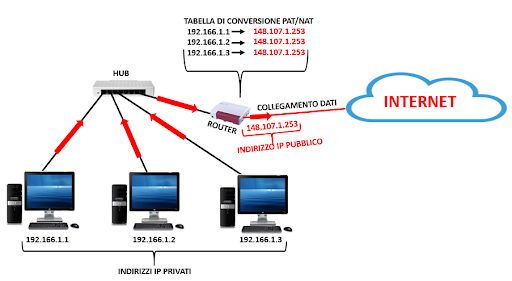 TABELLA DI CONVERSIONE PAT/NAT
192.166.1.1 148.107.1.253
192.166.1.2 148.107.1.253
192.166.1.3 148.107.1.253
HUB
COLLEGAMENTO DATI
INTERNET
ROUTER
148.107.1.253
INDIRIZZO IP PUBBLICO
192.166.1.1
192.166.1.2
192.166.1.3
INDIRIZZI IP PRIVATI